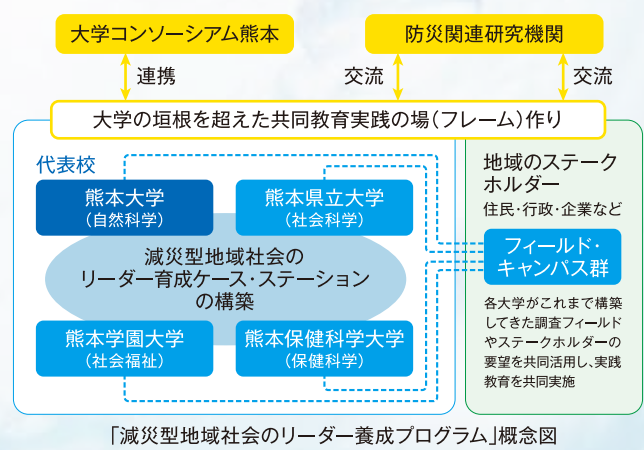 大学コンソーシアム熊本
防災関連研究機関
連携
交流
交流
大学の垣根を超えた共同教育実践の場(フレーム)作り
代表校
熊本大学
(自然科学)
熊本県立大学
(社会科学)
減災型地域社会の
リーダー育成ケース・ステーション
の構築
熊本学園大学
(社会福祉)
熊本保健科学大学
(保健科学)
地域のステーク
ホルダー
住民・行政・企業など
フィールド・
キャンパス群
各大学がこれまで構築
してきた調査フィールド
やステークホルダーの
要望を共同活用し、実践
教育を共同実施
「減災型地域社会のリーダー養成プログラム」概念図